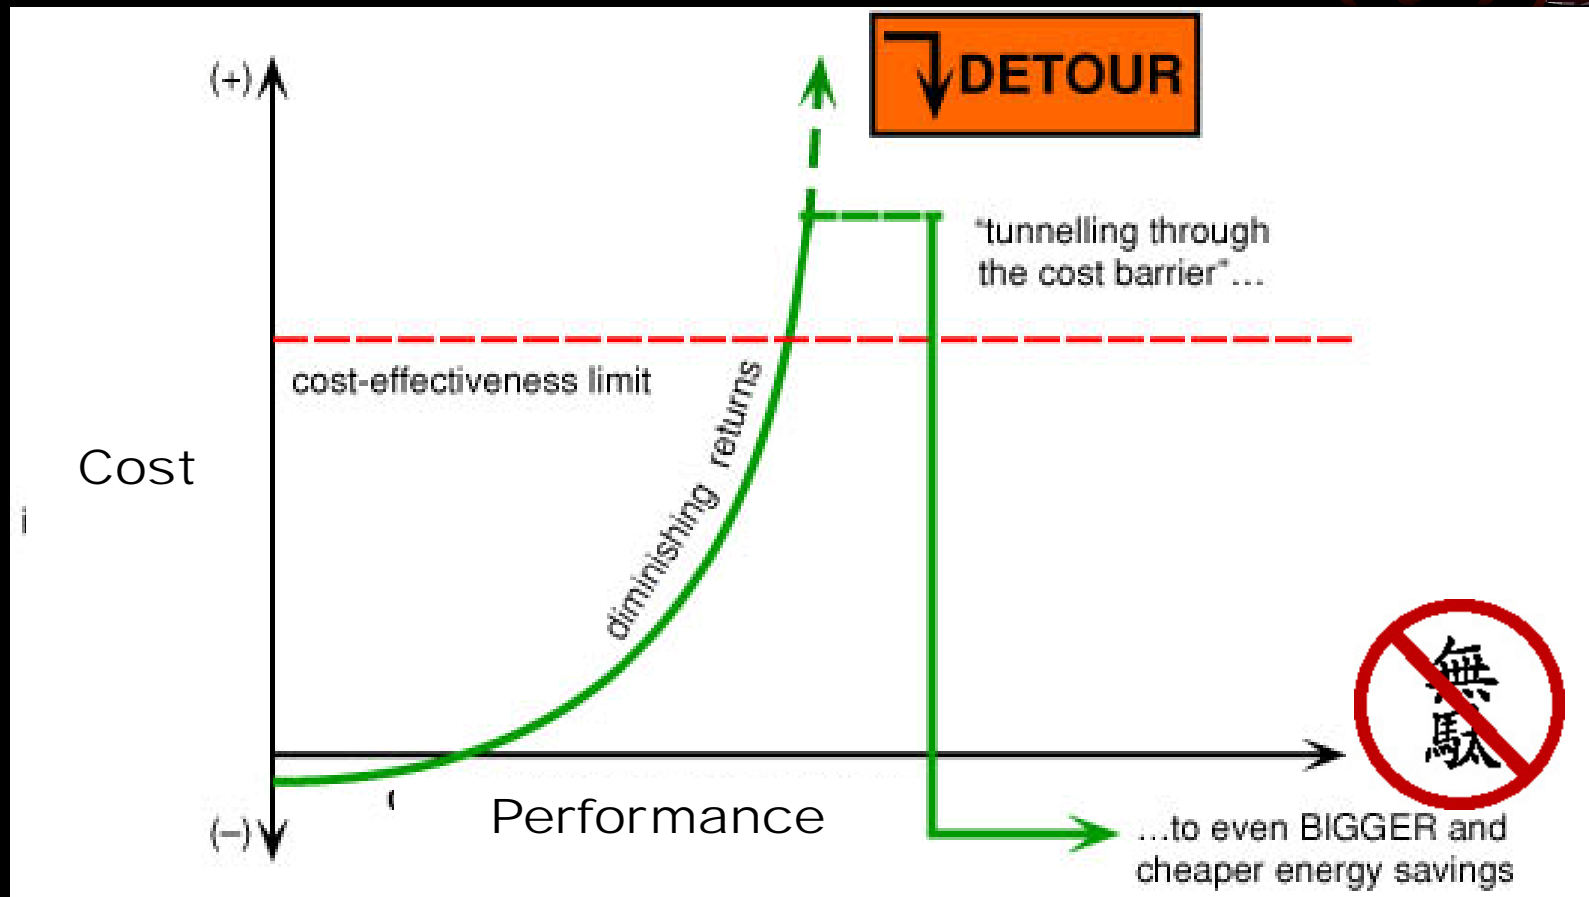 (+)
DETOUR
"tunnelling through
the cost barrier"...
cost-effectiveness limit
diminishing returns
Cost
i
無
駄
Performance
(–)
...to even BIGGER and
cheaper energy savings